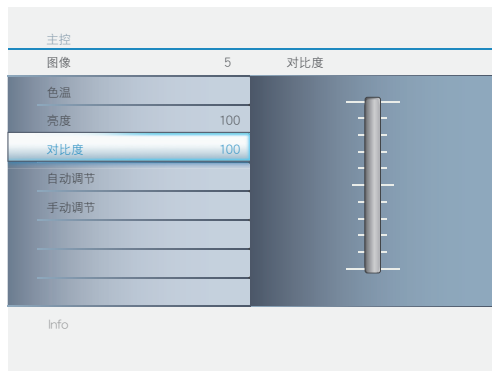 主控
图像 5 对比度
色温
亮度 100
对比度 100
自动调节
手动调节
Info